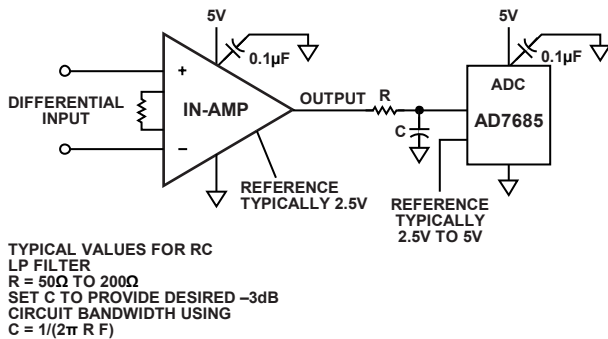 5V
0.1µF
5V
0.1µF
+
ADC
DIFFERENTIAL
INPUT
IN-AMP
OUTPUT
R
AD7685
C
–
REFERENCE
TYPICALLY 2.5V
REFERENCE
TYPICALLY
2.5V TO 5V
TYPICAL VALUES FOR RC
LP FILTER
R = 50Ω TO 200Ω
SET C TO PROVIDE DESIRED –3dB
CIRCUIT BANDWIDTH USING
C = 1/(2π R F)